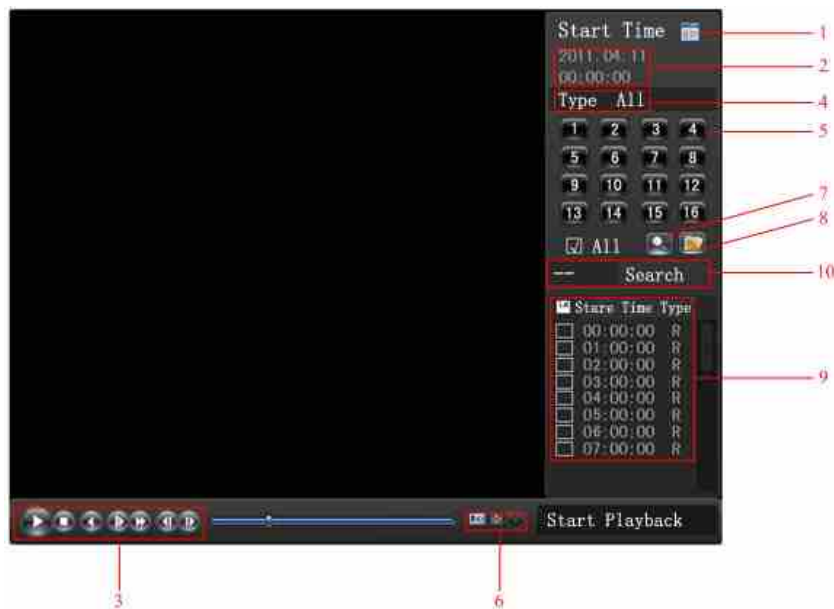 Start Time
1
2011.04.11
2
00:00:00
Type All
4
1 2 3 4
5
5 6 7 8
9 10 11 12
7
13 14 15 16
8
All
-- Search
10
Stare Time Type
00:00:00 R
01:00:00 R
02:00:00 R
03:00:00 R
9
04:00:00 R
05:00:00 R
06:00:00 R
07:00:00 R
Start Playback
3
6